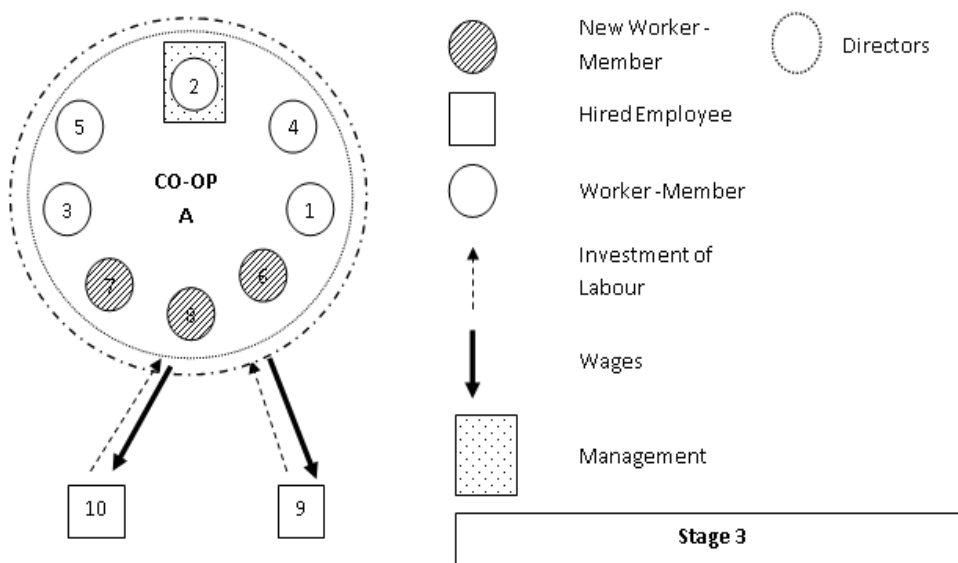 2
5
4
CO-OP
A
3
1
7
6
8
10
9
New Worker -
Member
Directors
Hired Employee
Worker -Member
Investment of
Labour
Wages
Management
Stage 3